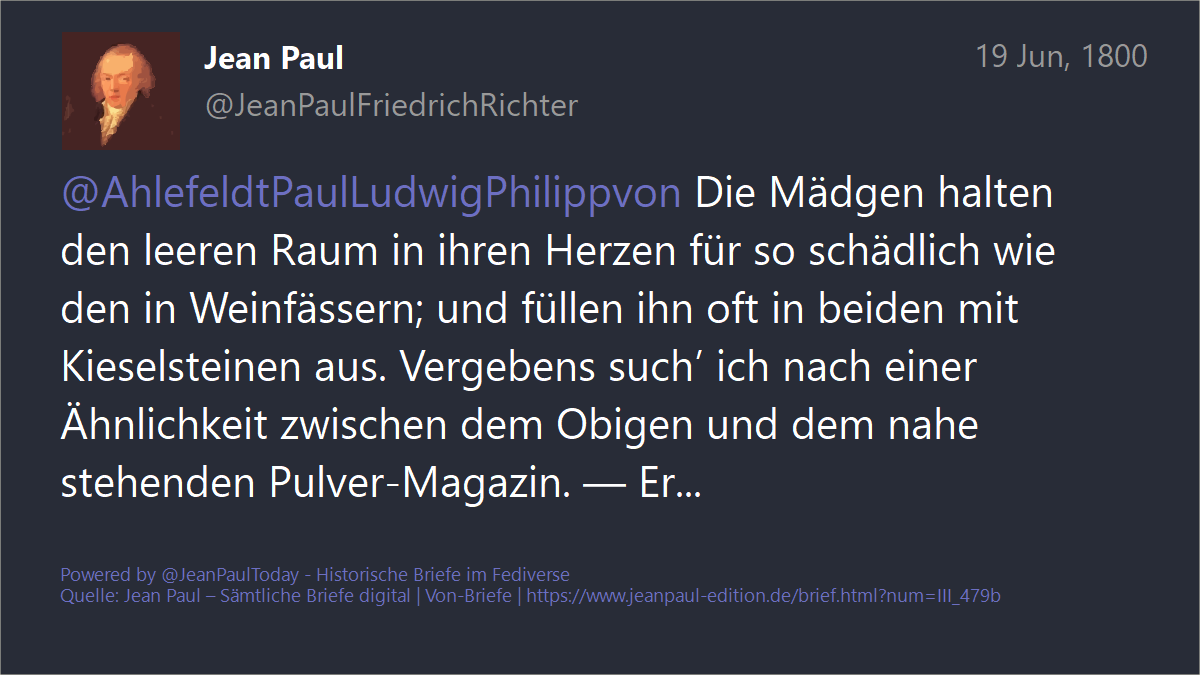 Jean Paul
19 Jun, 1800
@JeanPaulFriedrichRichter
@AhlefeldtPaulLudwigPhilippvon Die Mädgen halten
den leeren Raum in ihren Herzen für so schädlich wie
den in Weinfässern; und füllen ihn oft in beiden mit
Kieselsteinen aus. Vergebens such’ ich nach einer
Ähnlichkeit zwischen dem Obigen und dem nahe
stehenden Pulver-Magazin. — Er...
Powered by @JeanPaulToday - Historische Briefe im Fediverse
Quelle: Jean Paul – Sämtliche Briefe digital | Von-Briefe | https://www.jeanpaul-edition.de/brief.html?num=III_479b